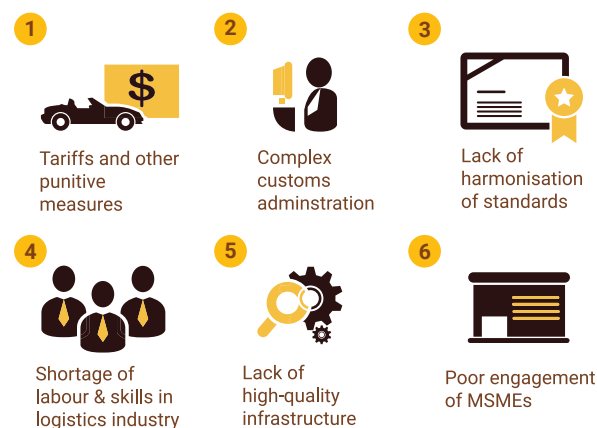 1
$
Tariffs and other
punitive
measures
2
Complex
customs
adminstration
3
Lack of
harmonisation
of standards
4
Shortage of
labour & skills in
logistics industry
5
Lack of
high-quality
infrastructure
6
Poor engagement
of MSMEs